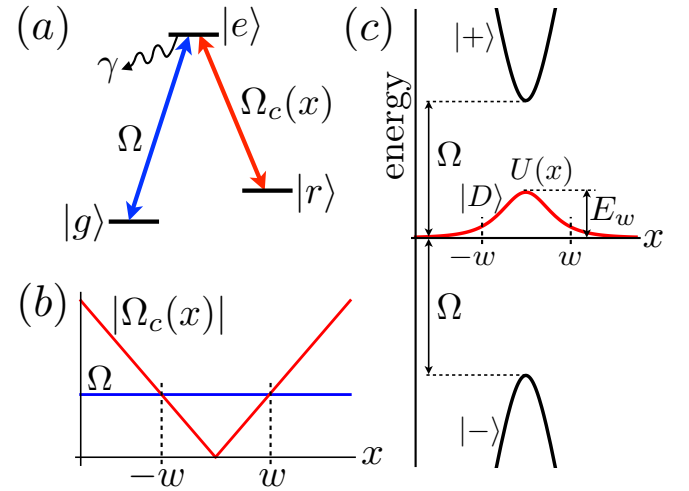 (a)
|e⟩
γ
Ω
Ω_c(x)
|g⟩
|r⟩
(b)
|Ω_c(x)|
Ω
−w
w
x
(c)
energy
|+⟩
Ω
U(x)
|D⟩
E_w
−w
w
x
Ω
|−⟩